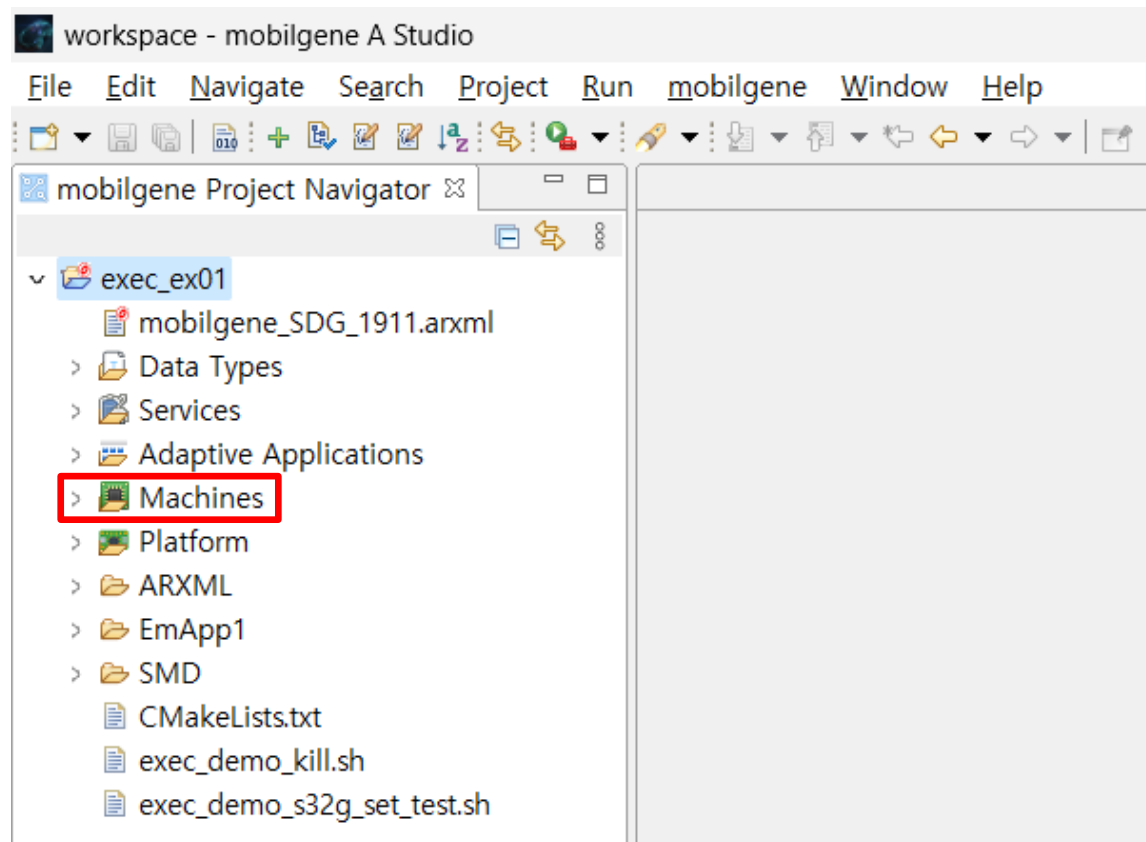 workspace - mobilgene A Studio
File Edit Navigate Search Project Run mobilgene Window Help
mobilgene Project Navigator
exec_ex01
mobilgene_SDG_1911.arxml
Data Types
Services
Adaptive Applications
Machines
Platform
ARXML
EmApp1
SMD
CMakeLists.txt
exec_demo_kill.sh
exec_demo_s32g_set_test.sh